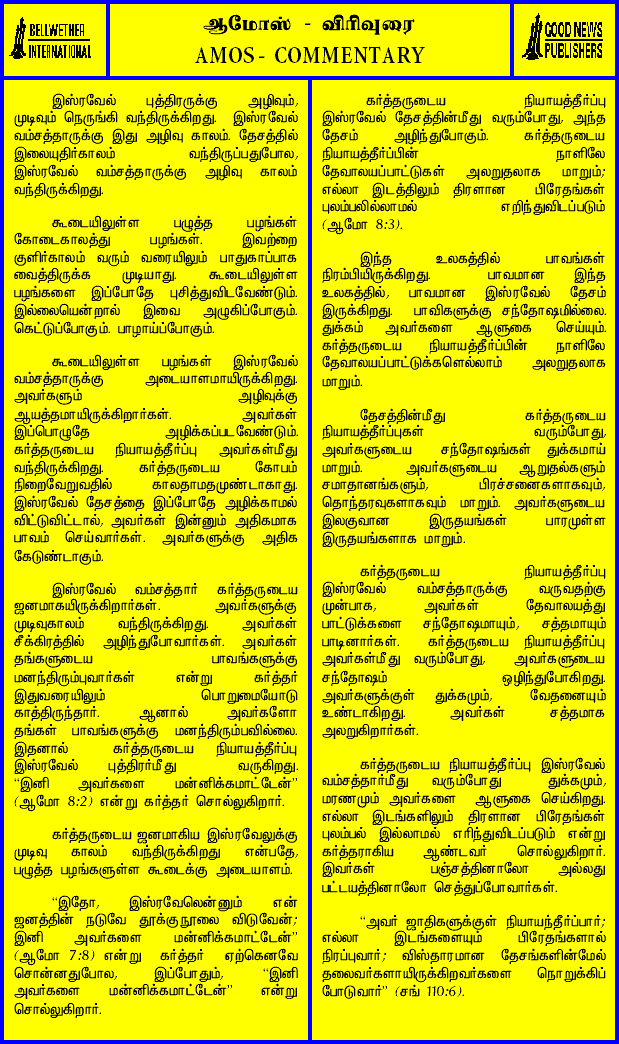 BELLWETHER
INTERNATIONAL
ஆமோஸ் - விரிவுரை
AMOS - COMMENTARY
GOOD NEWS
PUBLISHERS
இஸ்ரவேல் புத்திரருக்கு அழிவும்,
முடிவும் நெருங்கி வந்திருக்கிறது. இஸ்ரவேல்
வம்சத்தாருக்கு இது அழிவு காலம். தேசத்தில்
இலையுதிர்காலம் வந்திருப்பதுபோல,
இஸ்ரவேல் வம்சத்தாருக்கு அழிவு காலம்
வந்திருக்கிறது.
கூடையிலுள்ள பழுத்த பழங்கள்
கோடைகாலத்து பழங்கள். இவற்றை
குளிர்காலம் வரும் வரையிலும் பாதுகாப்பாக
வைத்திருக்க முடியாது. கூடையிலுள்ள
பழங்களை இப்போதே புசித்துவிடவேண்டும்.
இல்லையென்றால் இவை அழுகிப்போகும்.
கெட்டுப்போகும். பாழாய்ப்போகும்.
கூடையிலுள்ள பழங்கள் இஸ்ரவேல்
வம்சத்தாருக்கு அடையாளமாயிருக்கிறது.
அவர்களும் அழிவுக்கு
ஆயத்தமாயிருக்கிறார்கள். அவர்கள்
இப்பொழுதே அழிக்கப்படவேண்டும்.
கர்த்தருடைய நியாயத்தீர்ப்பு அவர்கள்மீது
வந்திருக்கிறது. கர்த்தருடைய கோபம்
நிறைவேறுவதில் காலதாமதமுண்டாகாது.
இஸ்ரவேல் தேசத்தை இப்போதே அழிக்காமல்
விட்டுவிட்டால், அவர்கள் இன்னும் அதிகமாக
பாவம் செய்வார்கள். அவர்களுக்கு அதிக
கேடுண்டாகும்.
இஸ்ரவேல் வம்சத்தார் கர்த்தருடைய
ஜனமாகயிருக்கிறார்கள். அவர்களுக்கு
முடிவுகாலம் வந்திருக்கிறது. அவர்கள்
சீக்கிரத்தில் அழிந்துபோவார்கள். அவர்கள்
தங்களுடைய பாவங்களுக்கு
மனந்திரும்புவார்கள் என்று கர்த்தர்
இதுவரையிலும் பொறுமையோடு
காத்திருந்தார். ஆனால் அவர்களோ
தங்கள் பாவங்களுக்கு மனந்திரும்பவில்லை.
இதனால் கர்த்தருடைய நியாயத்தீர்ப்பு
இஸ்ரவேல் புத்திரர்மீது வருகிறது.
“இனி அவர்களை மன்னிக்கமாட்டேன்”
(ஆமோ 8:2) என்று கர்த்தர் சொல்லுகிறார்.
கர்த்தருடைய ஜனமாகிய இஸ்ரவேலுக்கு
முடிவு காலம் வந்திருக்கிறது என்பதே,
பழுத்த பழங்களுள்ள கூடைக்கு அடையாளம்.
“இதோ, இஸ்ரவேலென்னும் என்
ஜனத்தின் நடுவே தூக்குநூலை விடுவேன்;
இனி அவர்களை மன்னிக்கமாட்டேன்”
(ஆமோ 7:8) என்று கர்த்தர் ஏற்கெனவே
சொன்னதுபோல, இப்போதும், “இனி
அவர்களை மன்னிக்கமாட்டேன்” என்று
சொல்லுகிறார்.
கர்த்தருடைய நியாயத்தீர்ப்பு
இஸ்ரவேல் தேசத்தின்மீது வரும்போது, அந்த
தேசம் அழிந்துபோகும். கர்த்தருடைய
நியாயத்தீர்ப்பின் நாளிலே
தேவாலயப்பாட்டுகள் அலறுதலாக மாறும்;
எல்லா இடத்திலும் திரளான பிரேதங்கள்
புலம்பலில்லாமல் எறிந்துவிடப்படும்
(ஆமோ 8:3).
இந்த உலகத்தில் பாவங்கள்
நிரம்பியிருக்கிறது. பாவமான இந்த
உலகத்தில், பாவமான இஸ்ரவேல் தேசம்
இருக்கிறது. பாவிகளுக்கு சந்தோஷமில்லை.
துக்கம் அவர்களை ஆளுகை செய்யும்.
கர்த்தருடைய நியாயத்தீர்ப்பின் நாளிலே
தேவாலயப்பாட்டுக்களெல்லாம் அலறுதலாக
மாறும்.
தேசத்தின்மீது கர்த்தருடைய
நியாயத்தீர்ப்புகள் வரும்போது,
அவர்களுடைய சந்தோஷங்கள் துக்கமாய்
மாறும். அவர்களுடைய ஆறுதல்களும்
சமாதானங்களும், பிரச்சனைகளாகவும்,
தொந்தரவுகளாகவும் மாறும். அவர்களுடைய
இலகுவான இருதயங்கள் பாரமுள்ள
இருதயங்களாக மாறும்.
கர்த்தருடைய நியாயத்தீர்ப்பு
இஸ்ரவேல் வம்சத்தாருக்கு வருவதற்கு
முன்பாக, அவர்கள் தேவாலயத்து
பாட்டுக்களை சந்தோஷமாயும், சத்தமாயும்
பாடினார்கள். கர்த்தருடைய நியாயத்தீர்ப்பு
அவர்கள்மீது வரும்போது, அவர்களுடைய
சந்தோஷம் ஒழிந்துபோகிறது.
அவர்களுக்குள் துக்கமும், வேதனையும்
உண்டாகிறது. அவர்கள் சத்தமாக
அலறுகிறார்கள்.
கர்த்தருடைய நியாயத்தீர்ப்பு இஸ்ரவேல்
வம்சத்தார்மீது வரும்போது துக்கமும்,
மரணமும் அவர்களை ஆளுகை செய்கிறது.
எல்லா இடங்களிலும் திரளான பிரேதங்கள்
புலம்பல் இல்லாமல் எரிந்துவிடப்படும் என்று
கர்த்தராகிய ஆண்டவர் சொல்லுகிறார்.
இவர்கள் பஞ்சத்தினாலோ அல்லது
பட்டயத்தினாலோ செத்துப்போவார்கள்.
“அவர் ஜாதிகளுக்குள் நியாயந்தீர்ப்பார்;
எல்லா இடங்களையும் பிரேதங்களால்
நிரப்புவார்; விஸ்தாரமான தேசங்களின்மேல்
தலைவர்களாயிருக்கிறவர்களை நொறுக்கிப்
போடுவார்” (சங் 110:6).